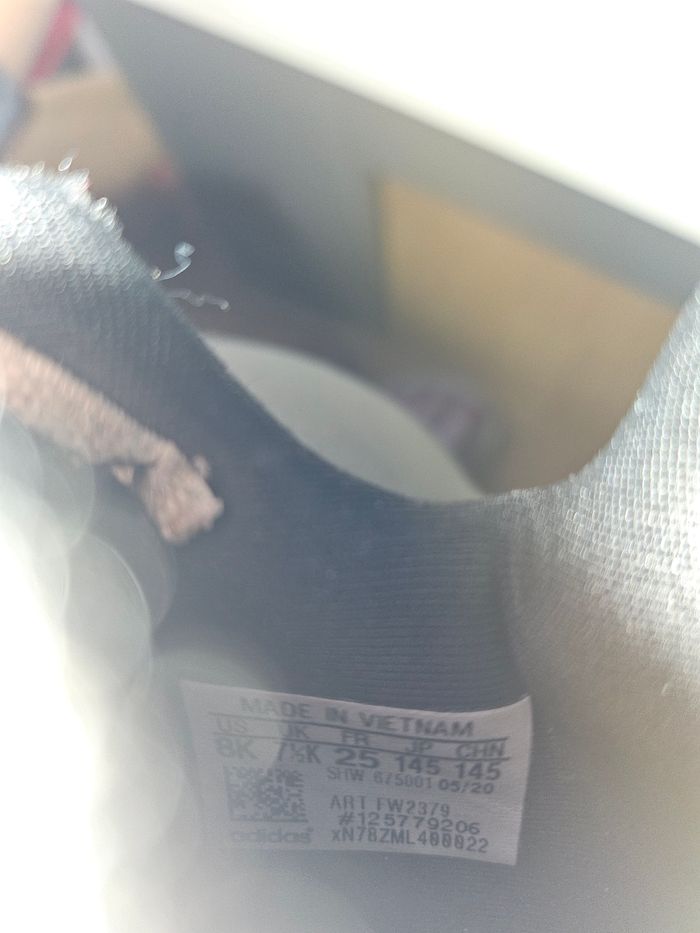 MADE IN VIETNAM
US UK FR JP CHN
8K 7½K 25 145 145
SHW 675001 05/20
ART FW2379
#125779206
adidas xN78ZML400022